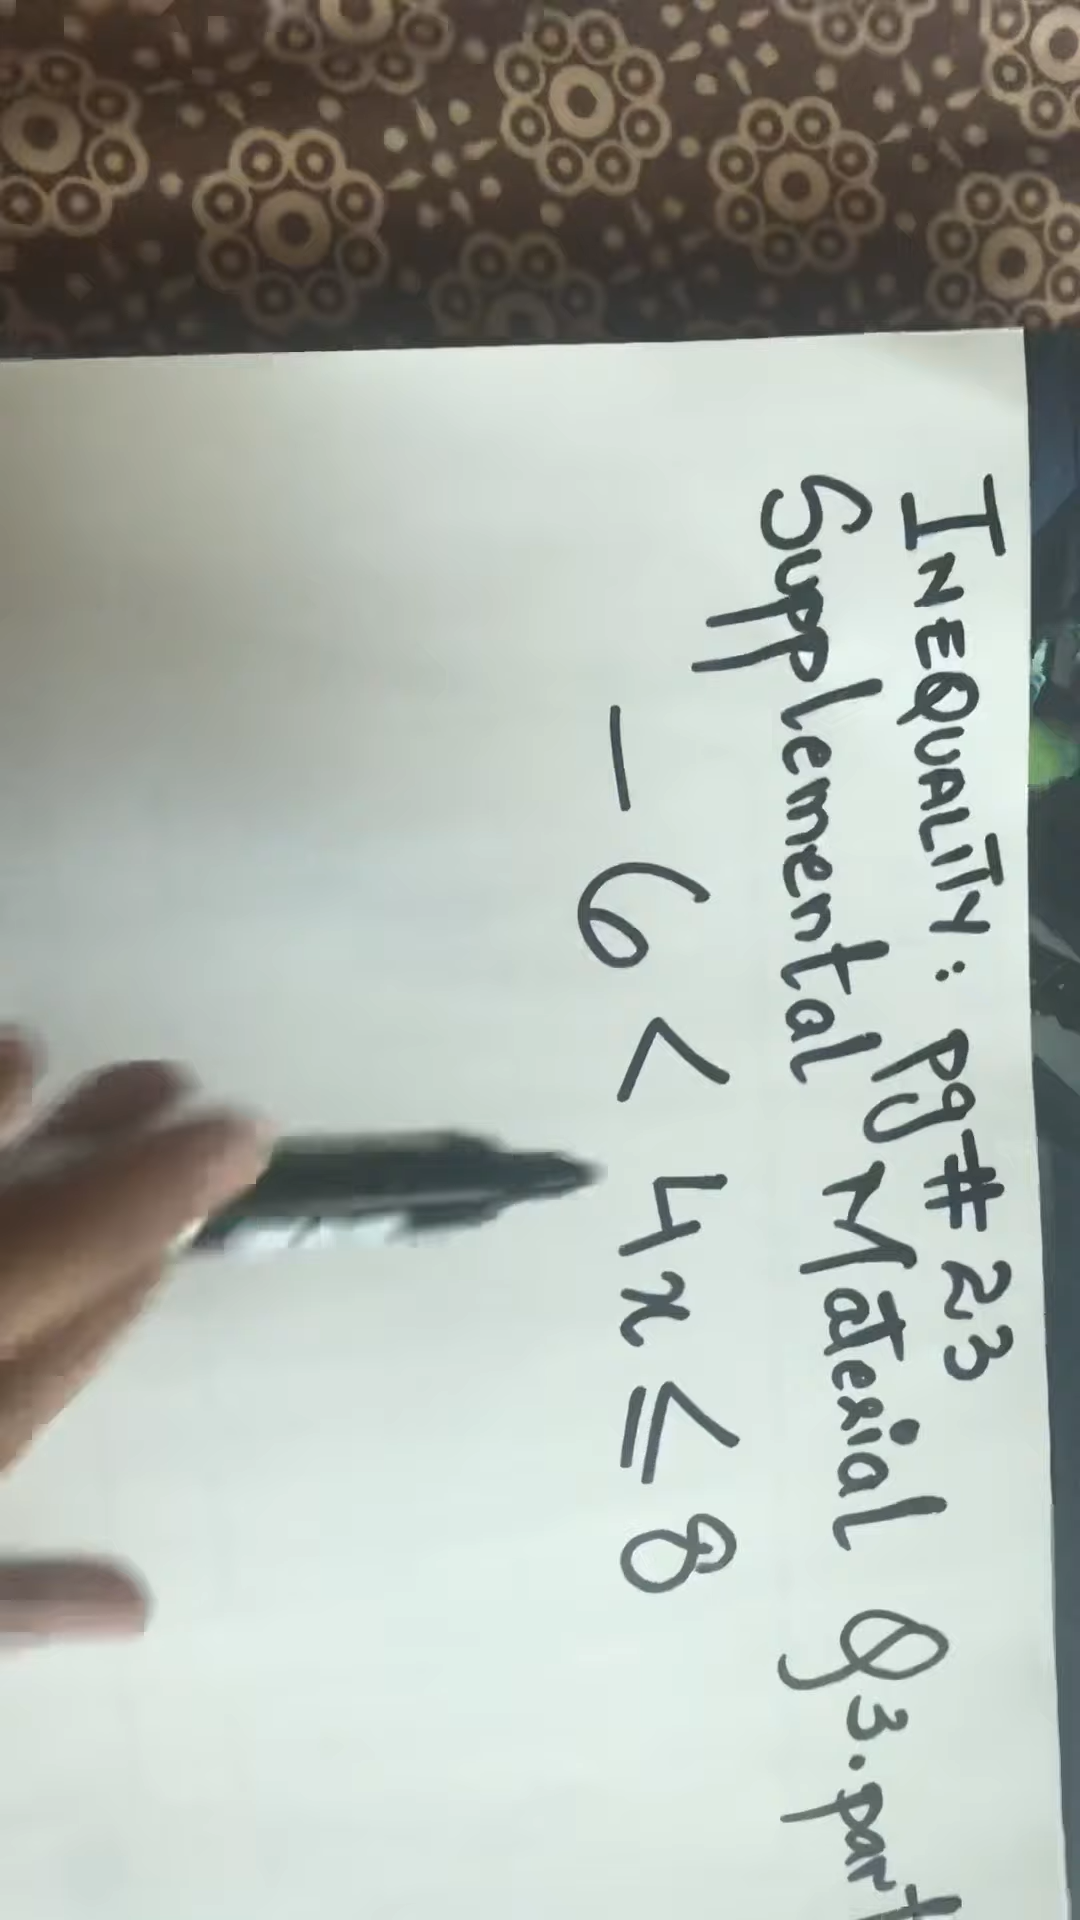 INEQUALITY: pg # 23
Supplemental Material Q3.part
- 6 < 4x ≤ 8